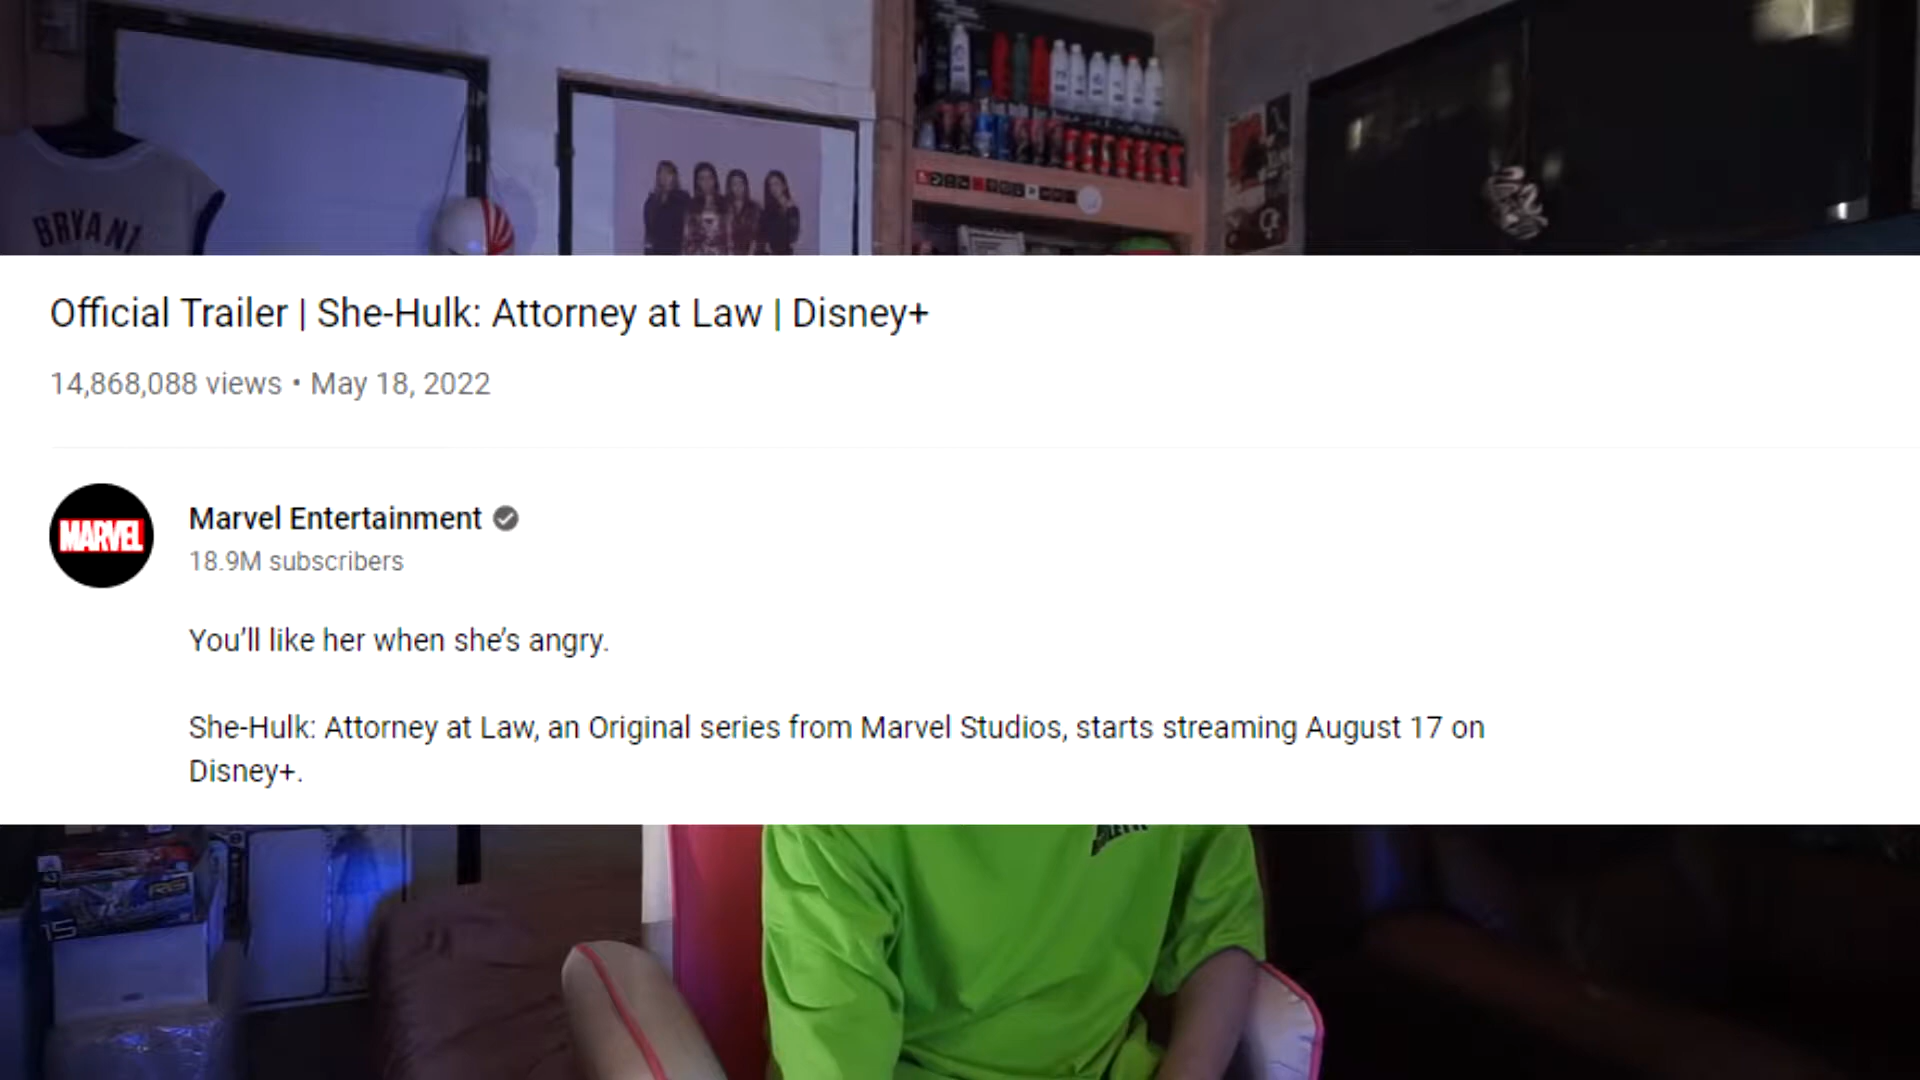 BRYANT
Official Trailer | She-Hulk: Attorney at Law | Disney+
14,868,088 views • May 18, 2022
MARVEL
Marvel Entertainment
18.9M subscribers
You’ll like her when she’s angry.
She-Hulk: Attorney at Law, an Original series from Marvel Studios, starts streaming August 17 on
Disney+.
RG
15